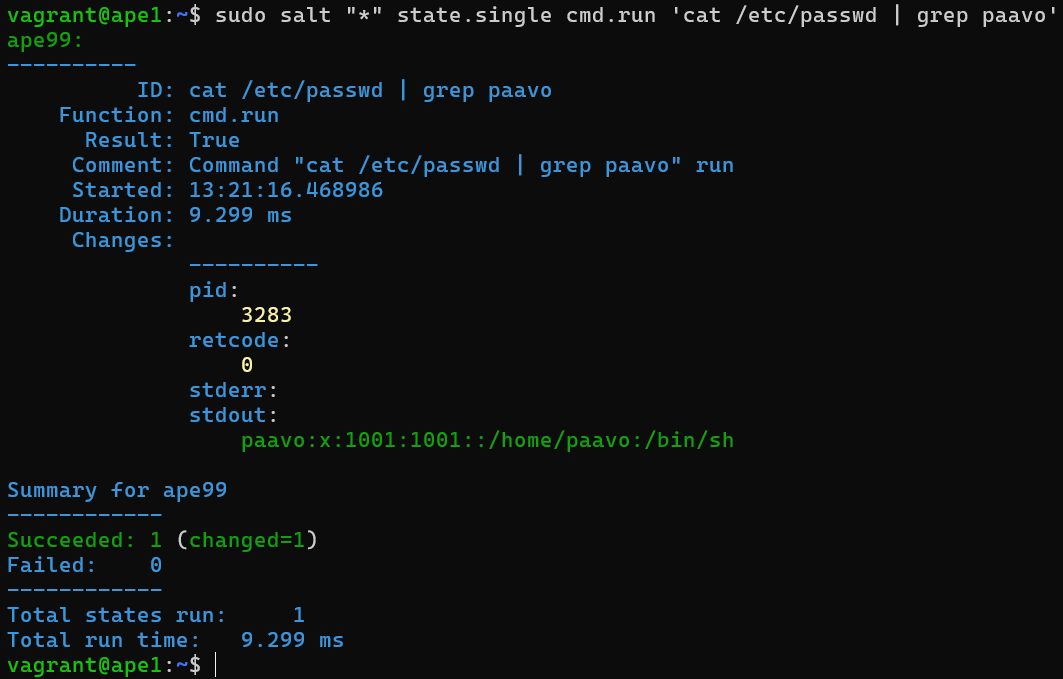 vagrant@ape1:~$ sudo salt "*" state.single cmd.run 'cat /etc/passwd | grep paavo'
ape99:
----------
          ID: cat /etc/passwd | grep paavo
    Function: cmd.run
      Result: True
     Comment: Command "cat /etc/passwd | grep paavo" run
     Started: 13:21:16.468986
    Duration: 9.299 ms
     Changes:
              ----------
              pid:
                  3283
              retcode:
                  0
              stderr:
              stdout:
                  paavo:x:1001:1001::/home/paavo:/bin/sh

Summary for ape99
------------
Succeeded: 1 (changed=1)
Failed:    0
------------
Total states run:     1
Total run time:   9.299 ms
vagrant@ape1:~$